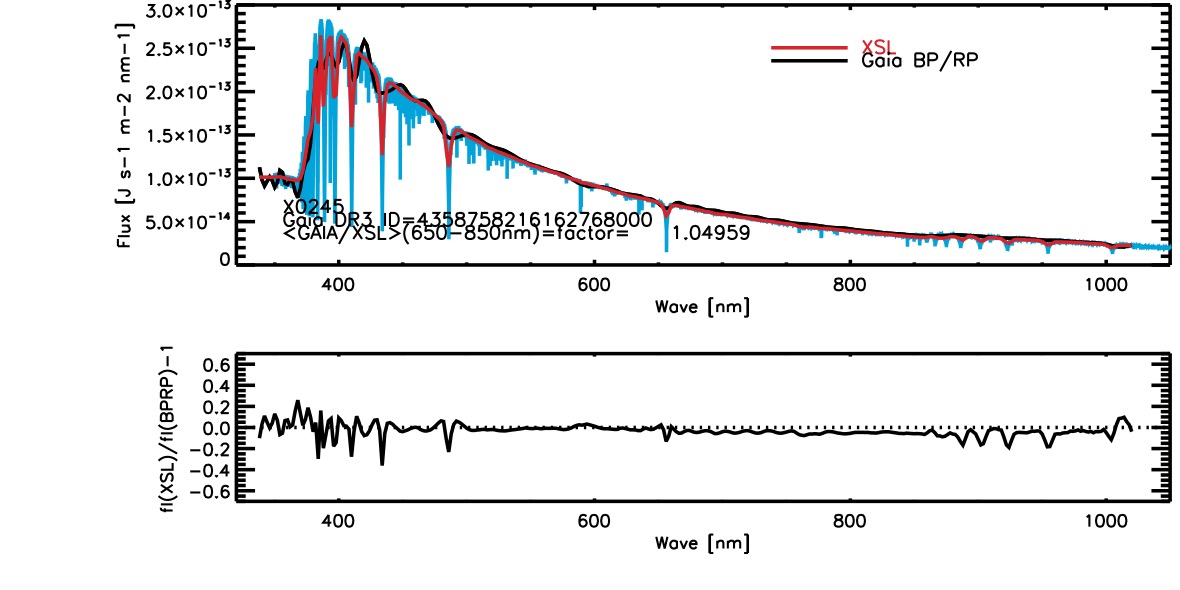 3.0×10−13
2.5×10−13
2.0×10−13
1.5×10−13
1.0×10−13
5.0×10−14
0
Flux [J s−1 m−2 nm−1]
XSL
Gaia BP/RP
X0245
Gaia DR3 ID=4358758216162768000
<GAIA/XSL>(650−850nm)=factor= 1.04959
400 600 800 1000
Wave [nm]
0.6
0.4
0.2
0.0
−0.2
−0.4
−0.6
fl(XSL)/fl(BPRP)−1
400 600 800 1000
Wave [nm]